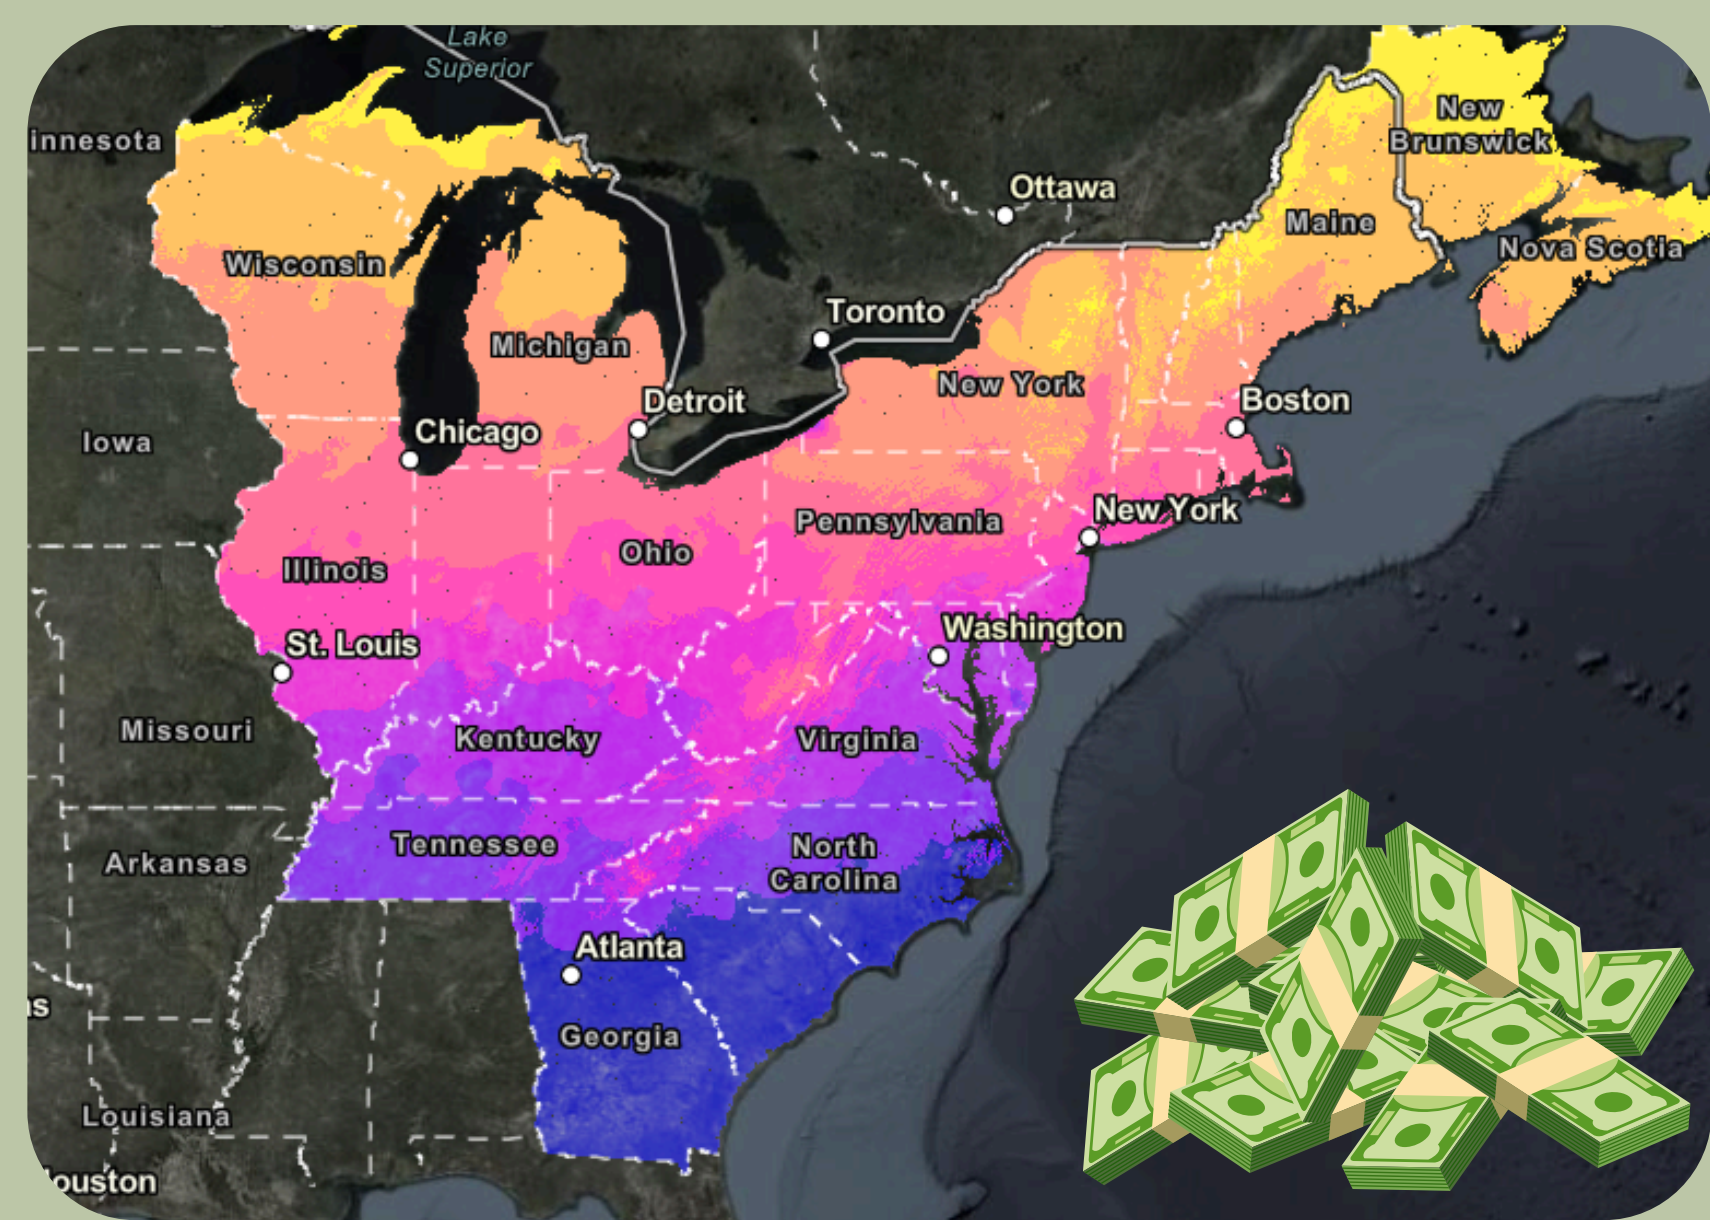 Lake
Superior
innesota
New
Brunswick
Ottawa
Maine
Nova Scotia
Wisconsin
Toronto
Michigan
New York
Detroit
Boston
Chicago
Iowa
New York
Pennsylvania
Ohio
Illinois
Washington
St. Louis
Missouri
Kentucky
Virginia
Tennessee
North
Carolina
Arkansas
Atlanta
as
Georgia
Louisiana
ouston